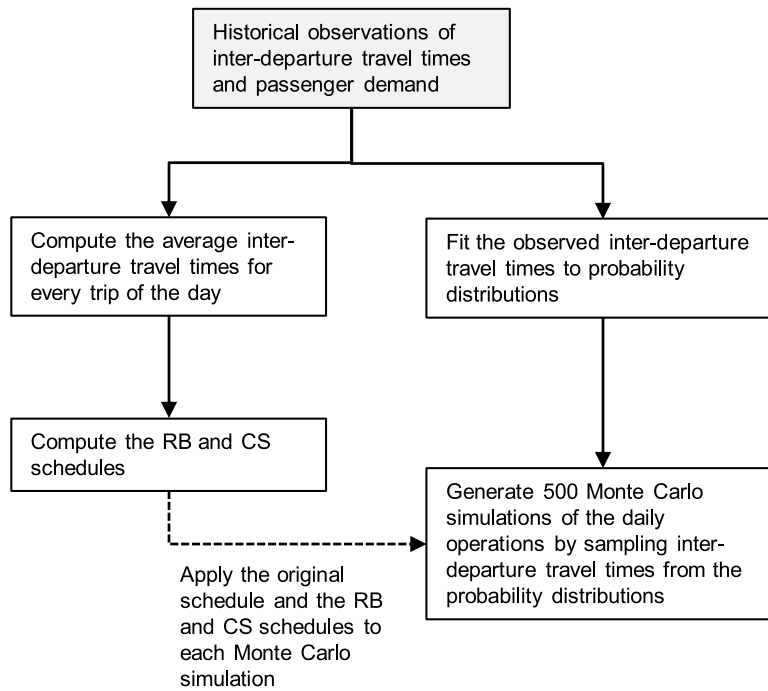 Historical observations of
inter-departure travel times
and passenger demand
Compute the average inter-
departure travel times for
every trip of the day
Fit the observed inter-departure
travel times to probability
distributions
Compute the RB and CS
schedules
Generate 500 Monte Carlo
simulations of the daily
operations by sampling inter-
departure travel times from the
probability distributions
Apply the original
schedule and the RB
and CS schedules to
each Monte Carlo
simulation